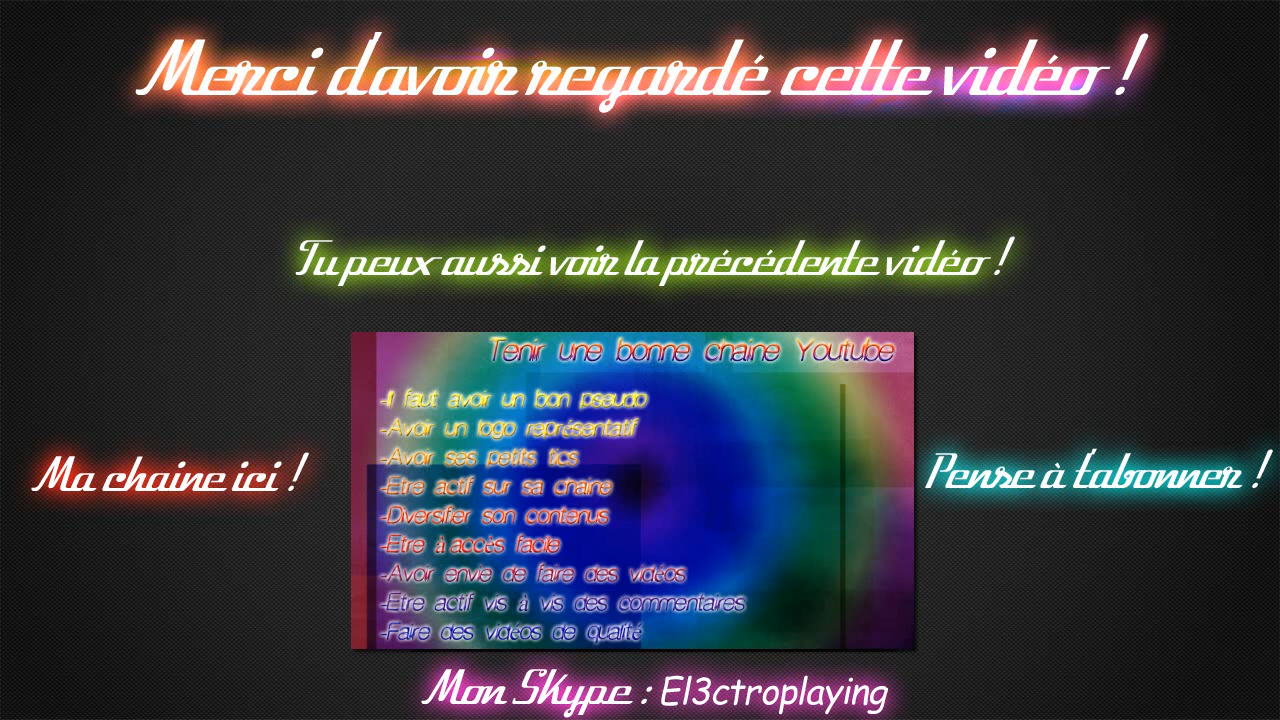 Merci d'avoir regardé cette vidéo !
Tu peux aussi voir la précédente vidéo !
Tenir une bonne chaine Youtube
-Il faut avoir un bon pseudo
-Avoir un logo représentatif
-Avoir ses petits tics
-Etre actif sur sa chaine
-Diversifier son contenus
-Etre à accès facile
-Avoir envie de faire des vidéos
-Etre actif vis à vis des commentaires
-Faire des vidéos de qualité
Ma chaine ici !
Pense à t'abonner !
Mon Skype : El3ctroplaying